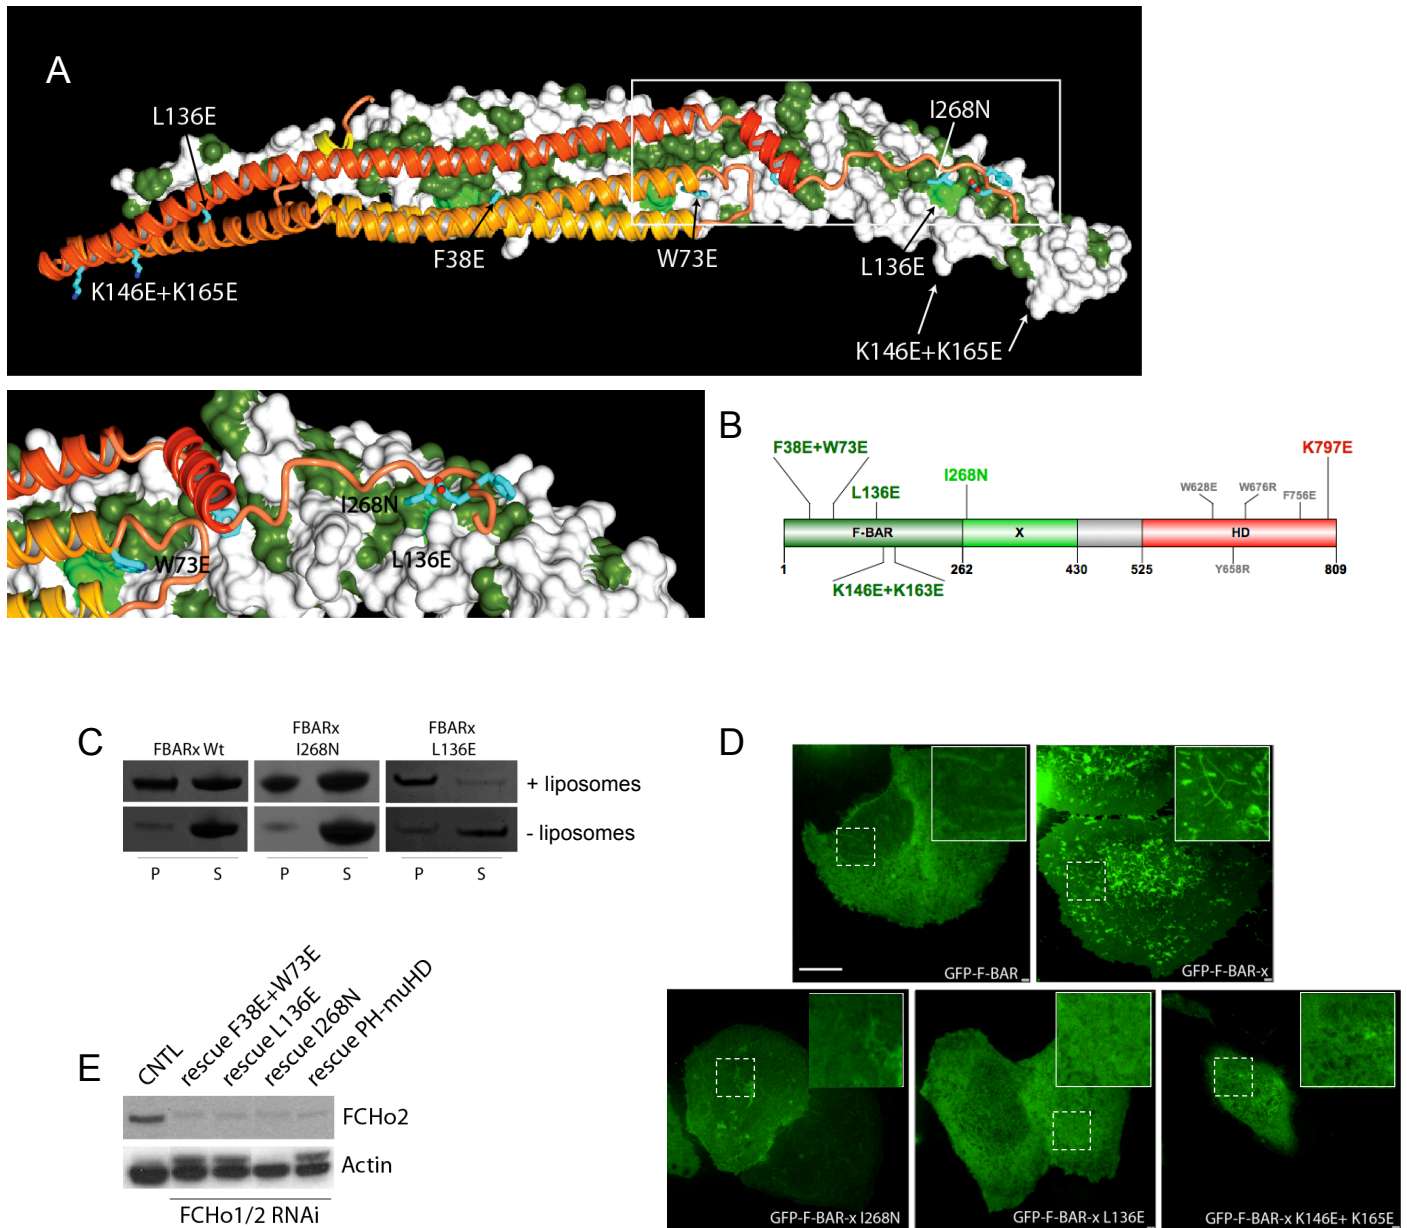 A
L136E
I268N
F38E
W73E
L136E
K146E+K165E
K146E+K165E
I268N
W73E
L136E
B
F38E+W73E
K797E
L136E
I268N
W628E
W676R
F756E
F-BAR
X
HD
1
262
430
525
809
K146E+K163E
Y658R
C
FBARx Wt
FBARx
I268N
FBARx
L136E
+ liposomes
- liposomes
P
S
P
S
P
S
D
GFP-F-BAR
GFP-F-BAR-x
GFP-F-BAR-x I268N
GFP-F-BAR-x L136E
GFP-F-BAR-x K146E+ K165E
E
CNTL
rescue F38E+W73E
rescue L136E
rescue I268N
rescue PH-muHD
FCHo2
Actin
FCHo1/2 RNAi